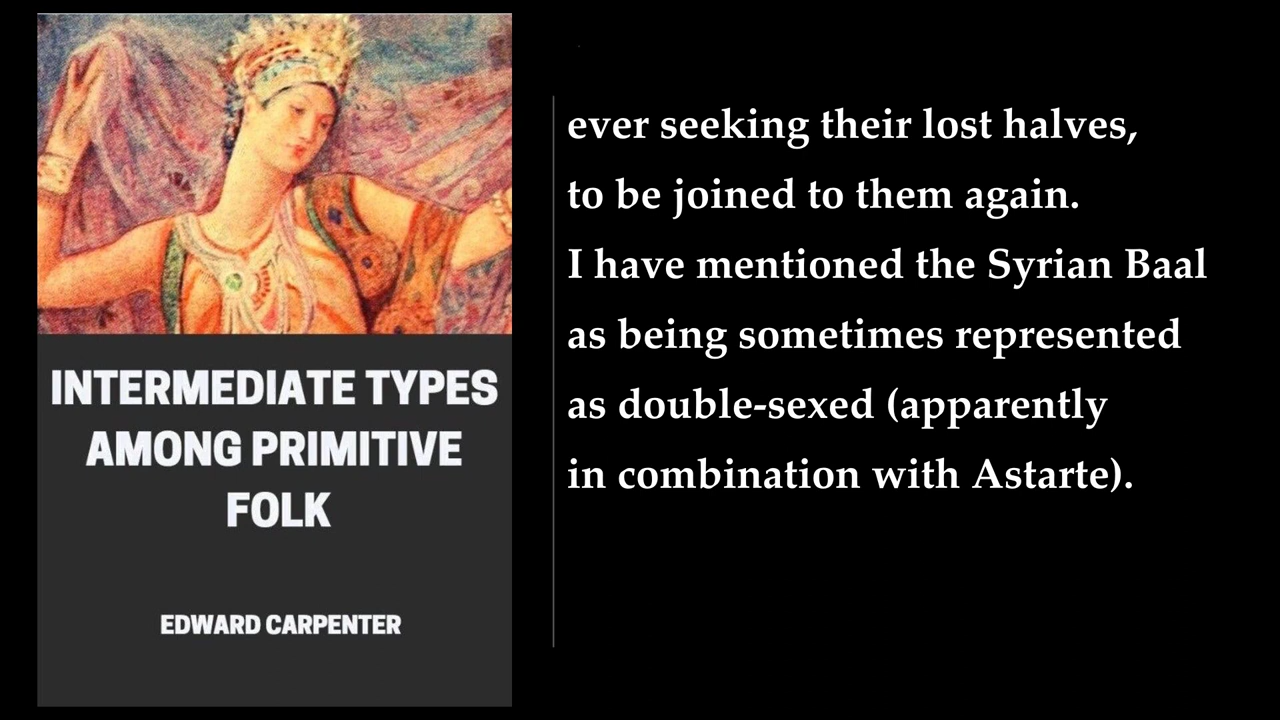 INTERMEDIATE TYPES
AMONG PRIMITIVE
FOLK
EDWARD CARPENTER
ever seeking their lost halves,
to be joined to them again.
I have mentioned the Syrian Baal
as being sometimes represented
as double-sexed (apparently
in combination with Astarte).